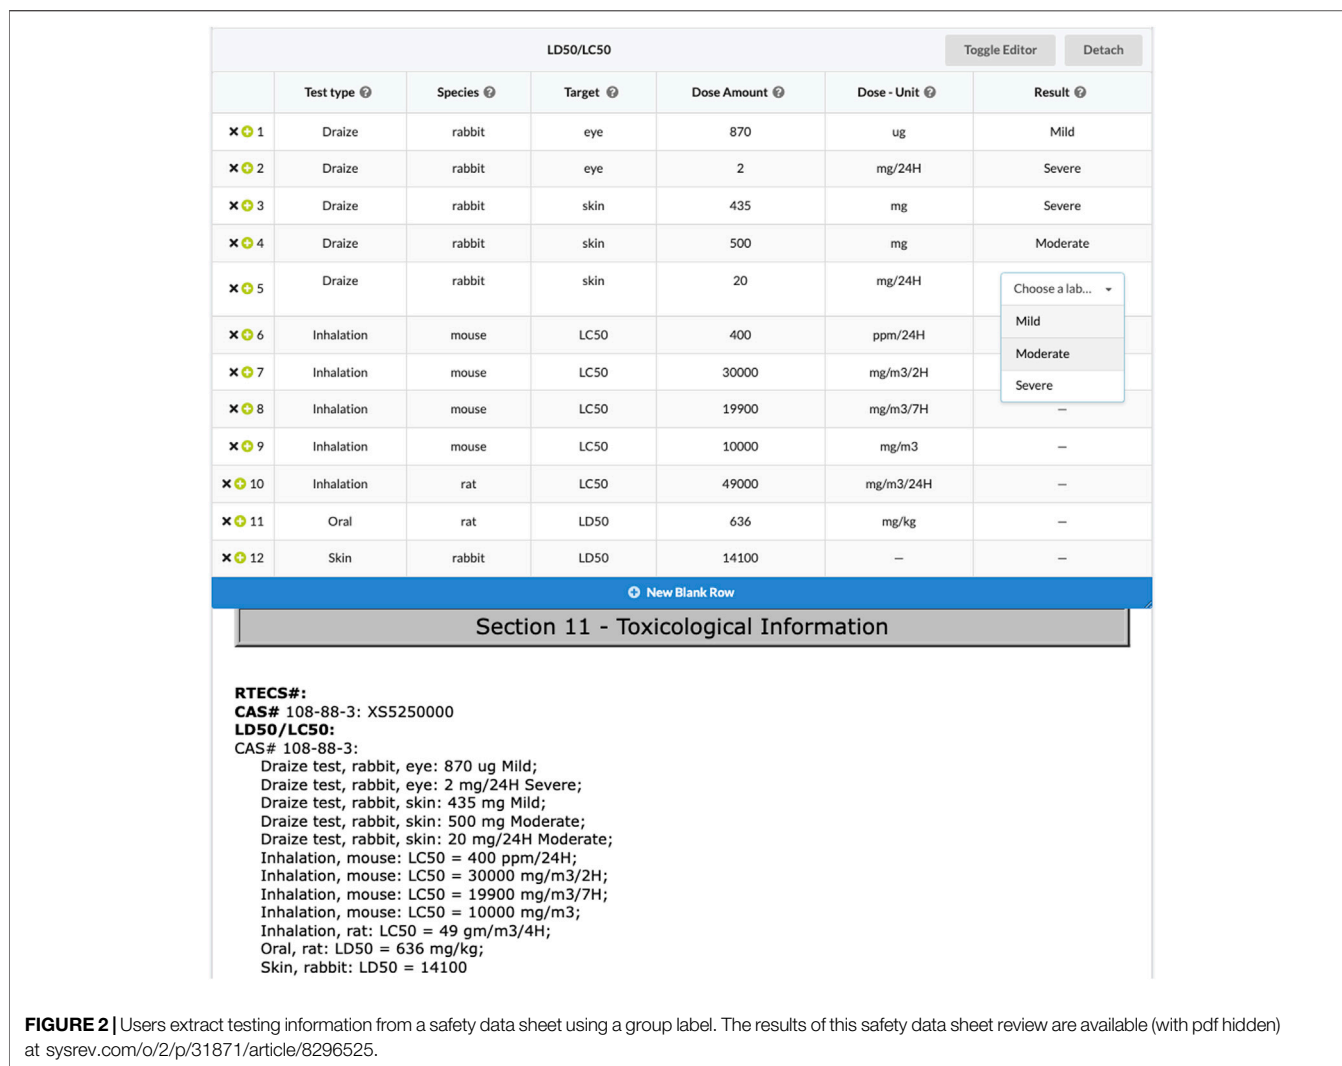 LD50/LC50 Toggle Editor Detach
Test type Species Target Dose Amount Dose - Unit Result
1 Draize rabbit eye 870 ug Mild
2 Draize rabbit eye 2 mg/24H Severe
3 Draize rabbit skin 435 mg Severe
4 Draize rabbit skin 500 mg Moderate
5 Draize rabbit skin 20 mg/24H Choose a lab...
Mild
6 Inhalation mouse LC50 400 ppm/24H
Moderate
7 Inhalation mouse LC50 30000 mg/m3/2H
Severe
8 Inhalation mouse LC50 19900 mg/m3/7H –
9 Inhalation mouse LC50 10000 mg/m3 –
10 Inhalation rat LC50 49000 mg/m3/24H –
11 Oral rat LD50 636 mg/kg –
12 Skin rabbit LD50 14100 – –
New Blank Row
Section 11 - Toxicological Information
RTECS#:
CAS# 108-88-3: XS5250000
LD50/LC50:
CAS# 108-88-3:
Draize test, rabbit, eye: 870 ug Mild;
Draize test, rabbit, eye: 2 mg/24H Severe;
Draize test, rabbit, skin: 435 mg Mild;
Draize test, rabbit, skin: 500 mg Moderate;
Draize test, rabbit, skin: 20 mg/24H Moderate;
Inhalation, mouse: LC50 = 400 ppm/24H;
Inhalation, mouse: LC50 = 30000 mg/m3/2H;
Inhalation, mouse: LC50 = 19900 mg/m3/7H;
Inhalation, mouse: LC50 = 10000 mg/m3;
Inhalation, rat: LC50 = 49 gm/m3/4H;
Oral, rat: LD50 = 636 mg/kg;
Skin, rabbit: LD50 = 14100
FIGURE 2 | Users extract testing information from a safety data sheet using a group label. The results of this safety data sheet review are available (with pdf hidden)
at sysrev.com/o/2/p/31871/article/8296525.